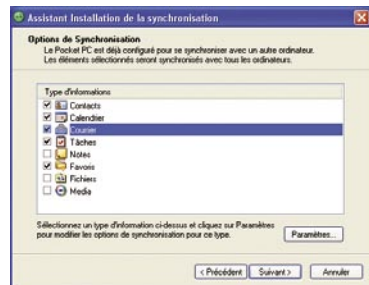 Assistant Installation de la synchronisation
Options de Synchronisation
Le Pocket PC est déjà configuré pour se synchroniser avec un autre ordinateur.
Les éléments sélectionnés seront synchronisés avec tous les ordinateurs.
Type d'informations
Contacts
Calendrier
Courrier
Tâches
Notes
Favoris
Fichiers
Media
Sélectionnez un type d'information ci-dessus et cliquez sur Paramètres
pour modifier les options de synchronisation pour ce type.
Paramètres...
< Précédent
Suivant >
Annuler